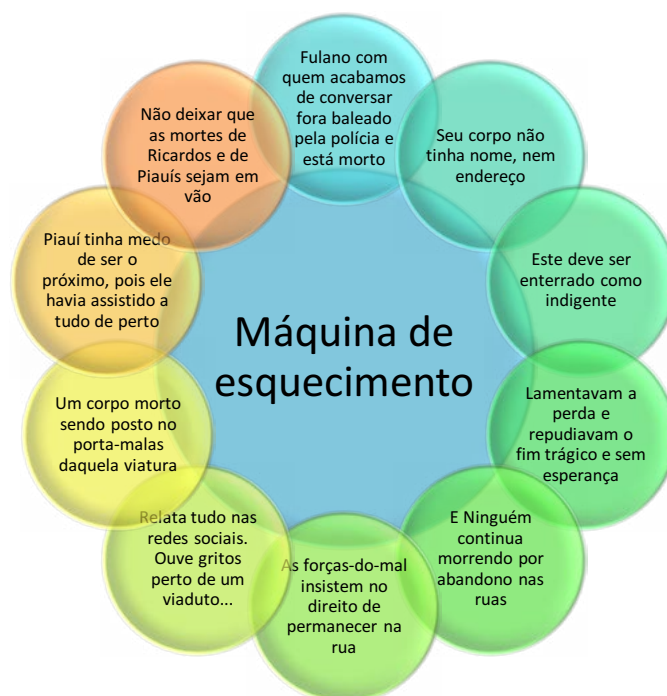 Fulano com
quem acabamos
de conversar
fora baleado
pela polícia e
está morto
Seu corpo não
tinha nome, nem
endereço
Este deve ser
enterrado como
indigente
Lamentavam a
perda e
repudiavam o
fim trágico e sem
esperança
E Ninguém
continua
morrendo por
abandono nas
ruas
As forças-do-mal
insistem no
direito de
permanecer na
rua
Relata tudo nas
redes sociais.
Ouve gritos
perto de um
viaduto...
Um corpo morto
sendo posto no
porta-malas
daquela viatura
Piauí tinha medo
de ser o
próximo, pois ele
havia assistido a
tudo de perto
Não deixar que
as mortes de
Ricardos e de
Piauís sejam em
vão
Máquina de
esquecimento